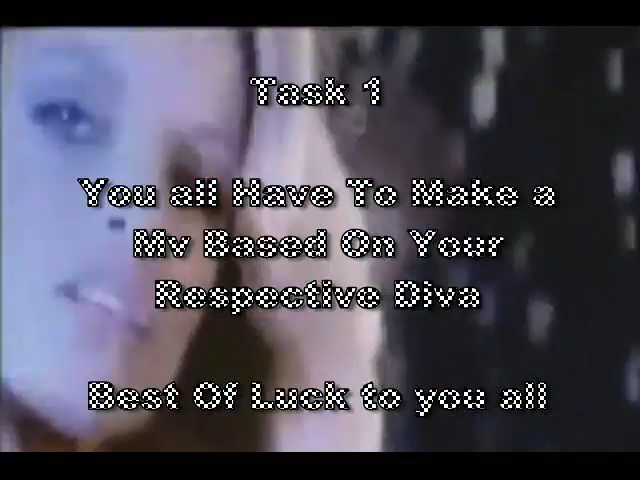 Task 1
You all Have To Make a
Mv Based On Your
Respective Diva
Best Of Luck to you all